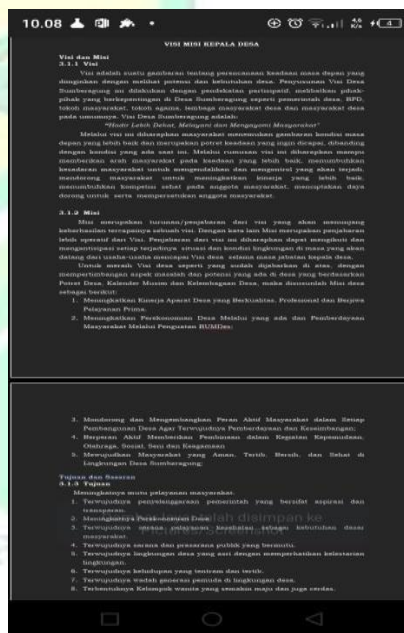 10.08
4
VISI MISI KEPALA DESA
Visi dan Misi
3.1.1 Visi
Visi adalah suatu gambaran tentang perencanaan keadaan masa depan yang
diinginkan dengan melihat potensi dan kebutuhan desa. Penyusunan Visi Desa
Sumberagung ini dilakukan dengan pendekatan partisipatif, melibatkan pihak-
pihak yang berkepentingan di Desa Sumberagung seperti pemerintah desa, BPD,
tokoh masyarakat, tokoh agama, lembaga masyarakat desa dan masyarakat desa
pada umumnya. Visi Desa Sumberagung adalah:
"Hadir Lebih Dekat, Melayani dan Mengayomi Masyarakat"
Melalui visi ini diharapkan masyarakat menemukan gambaran kondisi masa
depan yang lebih baik dan merupakan potret keadaan yang ingin dicapai, dibanding
dengan kondisi yang ada saat ini. Melalui rumusan visi ini diharapkan mampu
memberikan arah masyarakat pada keadaan yang lebih baik, menumbuhkan
kesadaran masyarakat untuk mengendalikan dan mengontrol yang akan terjadi,
mendorong masyarakat untuk meningkatkan kinerja yang lebih baik,
menumbuhkan kompetisi sehat pada anggota masyarakat, menciptakan daya
dorong untuk serta mempersatukan anggota masyarakat.
3.1.2 Misi
Misi merupakan turunan/penjabaran dari visi yang akan menunjang
keberhasilan tercapainya sebuah visi. Dengan kata lain Misi merupakan penjabaran
lebih operatif dari Visi. Penjabaran dari visi ini diharapkan dapat mengikuti dan
mengantisipasi setiap terjadinya situasi dan kondisi lingkungan di masa yang akan
datang dari usaha-usaha mencapai Visi desa selama masa jabatan kepala desa.
Untuk meraih Visi desa seperti yang sudah dijabarkan di atas, dengan
mempertimbangan aspek masalah dan potensi yang ada di desa yang berdasarkan
Potret Desa, Kalender Musim dan Kelembagaan Desa, maka disusunlah Misi desa
sebagai berikut:
1. Meningkatkan Kinerja Aparat Desa yang Berkualitas, Profesional dan Berjiwa
Pelayanan Prima.
2. Meningkatkan Perekonomian Desa Melalui yang ada dan Pemberdayaan
Masyarakat Melalui Penguatan BUMDes;
3. Mondorong dan Mengembangkan Peran Aktif Masyarakat dalam Setiap
Pembangunan Desa Agar Terwujudnya Pemberdayaan dan Keseimbangan;
4. Berperan Aktif Memberikan Pembinaan dalam Kegiatan Kepemudaan,
Olahraga, Sosial, Seni dan Keagamaan
5. Mewujudkan Masyarakat yang Aman, Tertib, Bersih, dan Sehat di
Lingkungan Desa Sumberagung;
Tujuan dan Sasaran
3.1.3 Tujuan
Meningkatnya mutu pelayanan masyarakat.
1. Terwujudnya penyelenggaraan pemerintah yang bersifat aspirasi dan
transparan.
2. Meningkatnya Perekonomian Desa
telah disimpan ke
3. Terwujudnya sarana pelayanan kesehatan sebagai kebutuhan dasar
Pictures/Screenshot
masyarakat.
4. Terwujudnya sarana dan prasarana publik yang bermutu.
5. Terwujudnya lingkungan desa yang asri dengan memperhatikan kelestarian
lingkungan.
6. Terwujudnya kehidupan yang tentram dan tertib.
7. Terwujudnya wadah generasi pemuda di lingkungan desa.
8. Terbentuknya Kelompok wanita yang semakin maju dan juga cerdas.